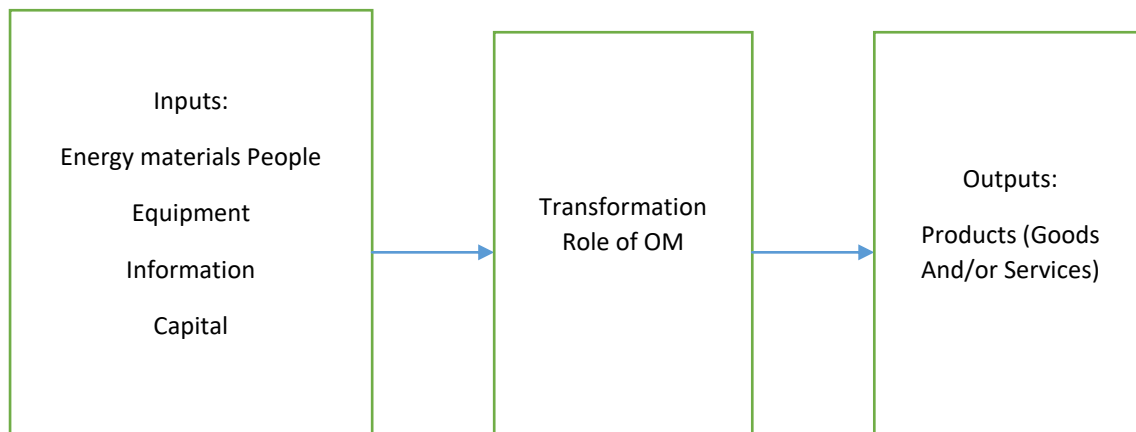 Inputs:
Energy materials People
Equipment
Information
Capital
Transformation
Role of OM
Outputs:
Products (Goods
And/or Services)